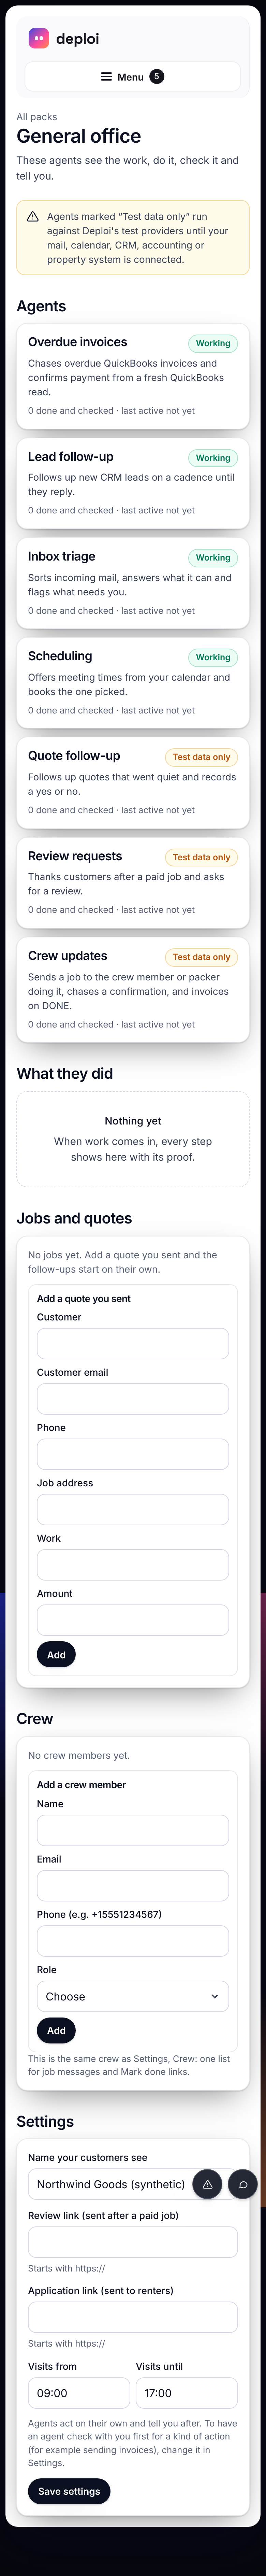 deploi
Menu 5
All packs
General office
These agents see the work, do it, check it and
tell you.
Agents marked “Test data only” run
against Deploi's test providers until your
mail, calendar, CRM, accounting or
property system is connected.
Agents
Overdue invoices
Working
Chases overdue QuickBooks invoices and
confirms payment from a fresh QuickBooks
read.
0 done and checked · last active not yet
Lead follow-up
Working
Follows up new CRM leads on a cadence until
they reply.
0 done and checked · last active not yet
Inbox triage
Working
Sorts incoming mail, answers what it can and
flags what needs you.
0 done and checked · last active not yet
Scheduling
Working
Offers meeting times from your calendar and
books the one picked.
0 done and checked · last active not yet
Quote follow-up
Test data only
Follows up quotes that went quiet and records
a yes or no.
0 done and checked · last active not yet
Review requests
Test data only
Thanks customers after a paid job and asks
for a review.
0 done and checked · last active not yet
Crew updates
Test data only
Sends a job to the crew member or packer
doing it, chases a confirmation, and invoices
on DONE.
0 done and checked · last active not yet
What they did
Nothing yet
When work comes in, every step
shows here with its proof.
Jobs and quotes
No jobs yet. Add a quote you sent and the
follow-ups start on their own.
Add a quote you sent
Customer
Customer email
Phone
Job address
Work
Amount
Add
Crew
No crew members yet.
Add a crew member
Name
Email
Phone (e.g. +15551234567)
Role
Choose
Add
This is the same crew as Settings, Crew: one list
for job messages and Mark done links.
Settings
Name your customers see
Northwind Goods (synthetic)
Review link (sent after a paid job)
Starts with https://
Application link (sent to renters)
Starts with https://
Visits from
Visits until
09:00
17:00
Agents act on their own and tell you after. To have
an agent check with you first for a kind of action
(for example sending invoices), change it in
Settings.
Save settings